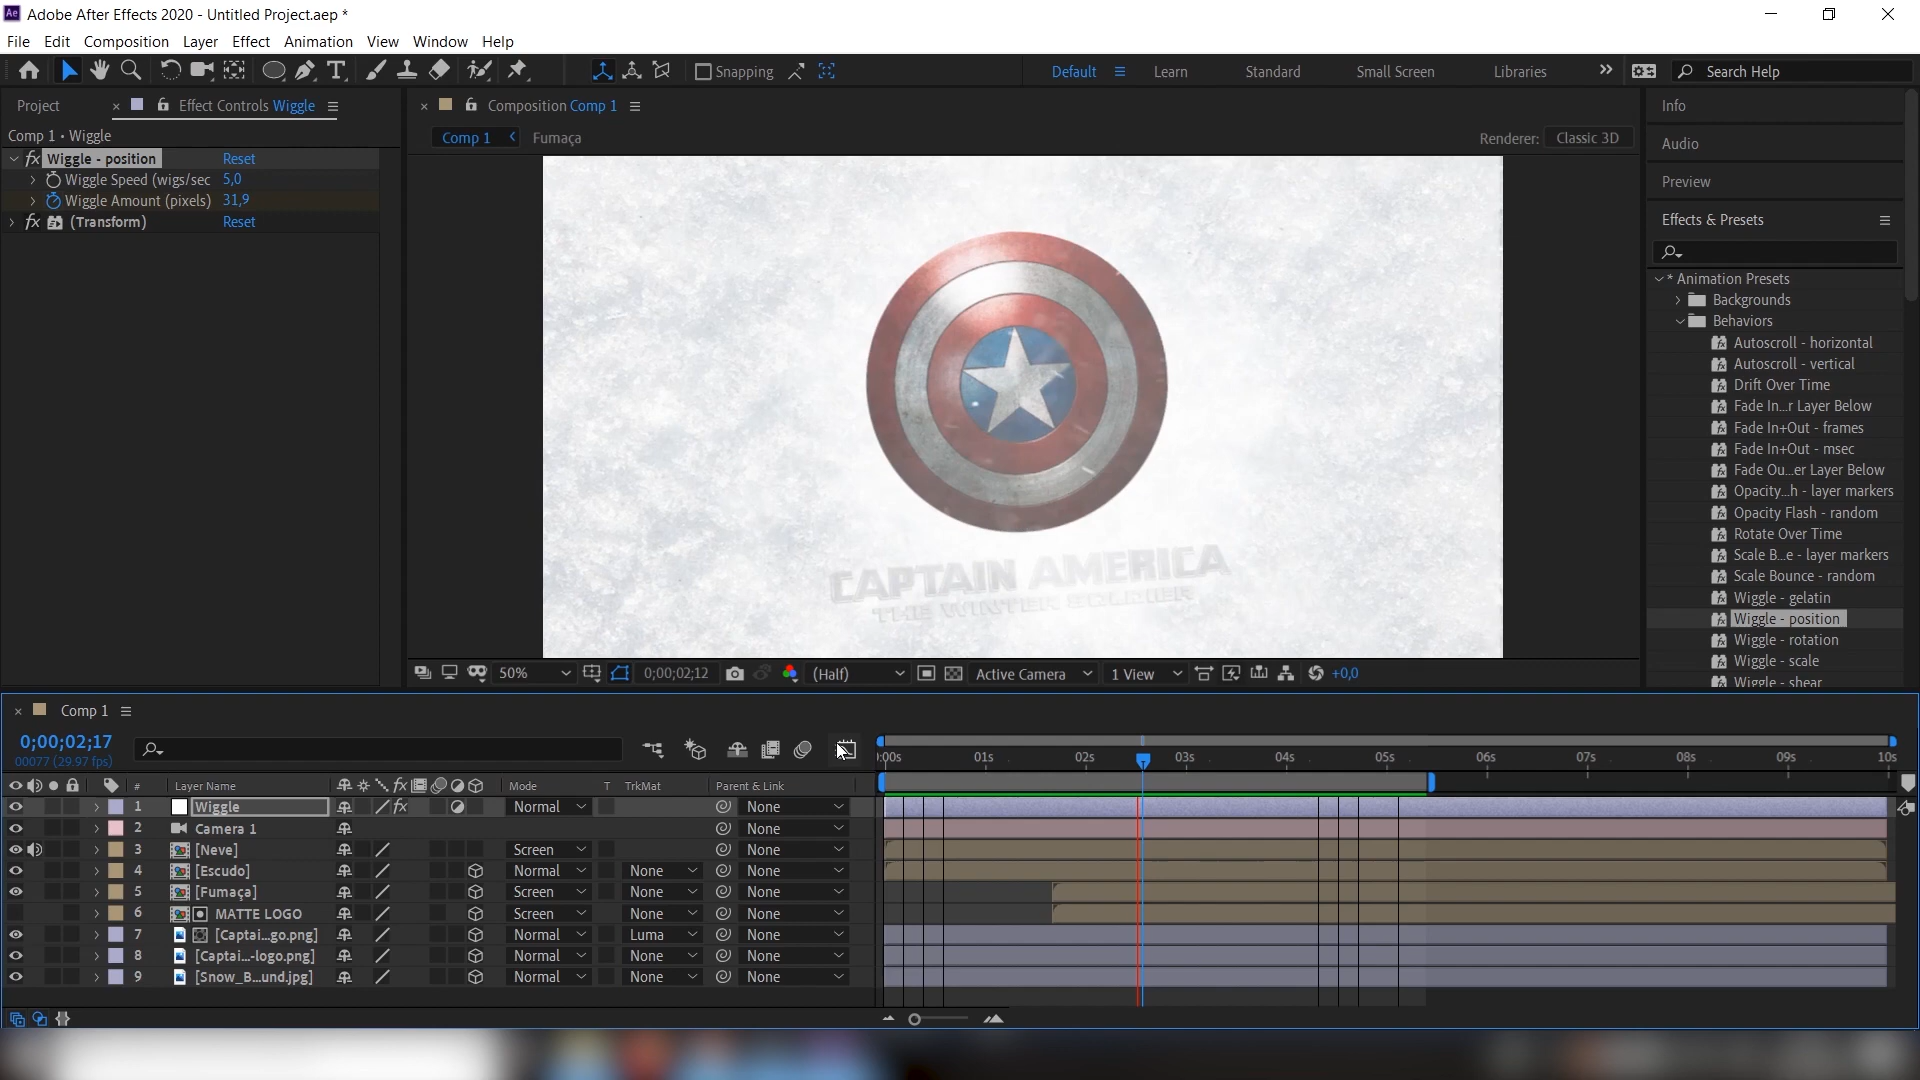 Ae Adobe After Effects 2020 - Untitled Project.aep *
File Edit Composition Layer Effect Animation View Window Help
Snapping Default Learn Standard Small Screen Libraries Search Help
Project Effect Controls Wiggle
Comp 1 • Wiggle
Wiggle - position Reset
Wiggle Speed (wigs/sec 5,0
Wiggle Amount (pixels) 31,9
(Transform) Reset
Composition Comp 1
Comp 1 Fumaça
Renderer: Classic 3D
CAPTAIN AMERICA
THE WINTER SOLDIER
50% 0;00;02;12 (Half) Active Camera 1 View +0,0
Info
Audio
Preview
Effects & Presets
* Animation Presets
Backgrounds
Behaviors
Autoscroll - horizontal
Autoscroll - vertical
Drift Over Time
Fade In...r Layer Below
Fade In+Out - frames
Fade In+Out - msec
Fade Ou...er Layer Below
Opacity...h - layer markers
Opacity Flash - random
Rotate Over Time
Scale B...e - layer markers
Scale Bounce - random
Wiggle - gelatin
Wiggle - position
Wiggle - rotation
Wiggle - scale
Wiggle - shear
Comp 1
0;00;02;17
00077 (29.97 fps)
):00s 01s 02s 03s 04s 05s 06s 07s 08s 09s 10s
# Layer Name Mode T TrkMat Parent & Link
1 Wiggle Normal None
2 Camera 1 None
3 [Neve] Screen None
4 [Escudo] Normal None None
5 [Fumaça] Screen None None
6 MATTE LOGO Screen None None
7 [Captai...go.png] Normal Luma None
8 [Captai...-logo.png] Normal None None
9 [Snow_B...und.jpg] Normal None None